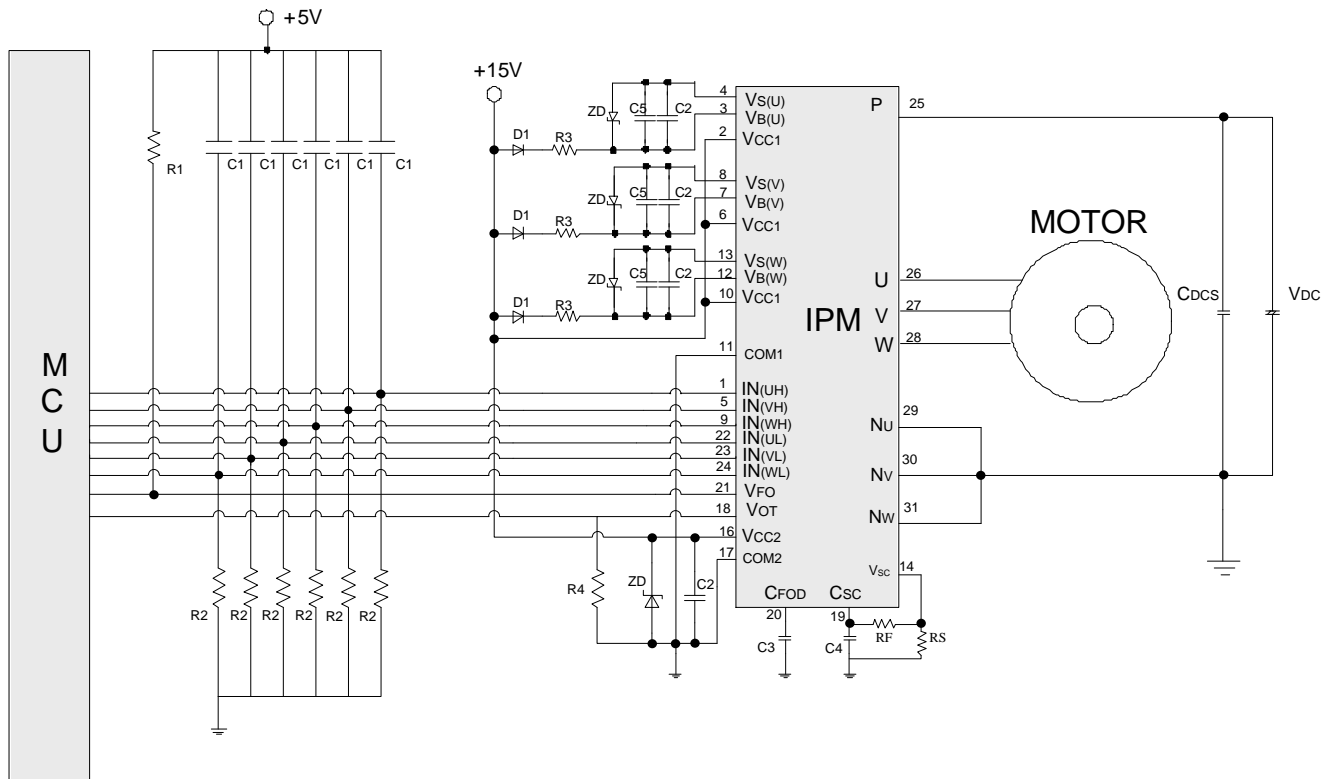 +5V
+15V
MCU
R1
C1 C1 C1 C1 C1 C1
R2 R2 R2 R2 R2 R2
D1 R3 ZD C5 C2
4 VS(U)
3 VB(U)
2 VCC1
D1 R3 ZD C5 C2
8 VS(V)
7 VB(V)
6 VCC1
D1 R3 ZD C5 C2
13 VS(W)
12 VB(W)
10 VCC1
11 COM1
1 IN(UH)
5 IN(VH)
9 IN(WH)
22 IN(UL)
23 IN(VL)
24 IN(WL)
21 VFO
18 VOT
16 VCC2
17 COM2
R4 ZD C2
IPM
P 25
U 26
V 27
W 28
NU 29
NV 30
NW 31
VSC 14
CFOD CSC
20 19
C3 C4 RF RS
MOTOR
CDCS
VDC